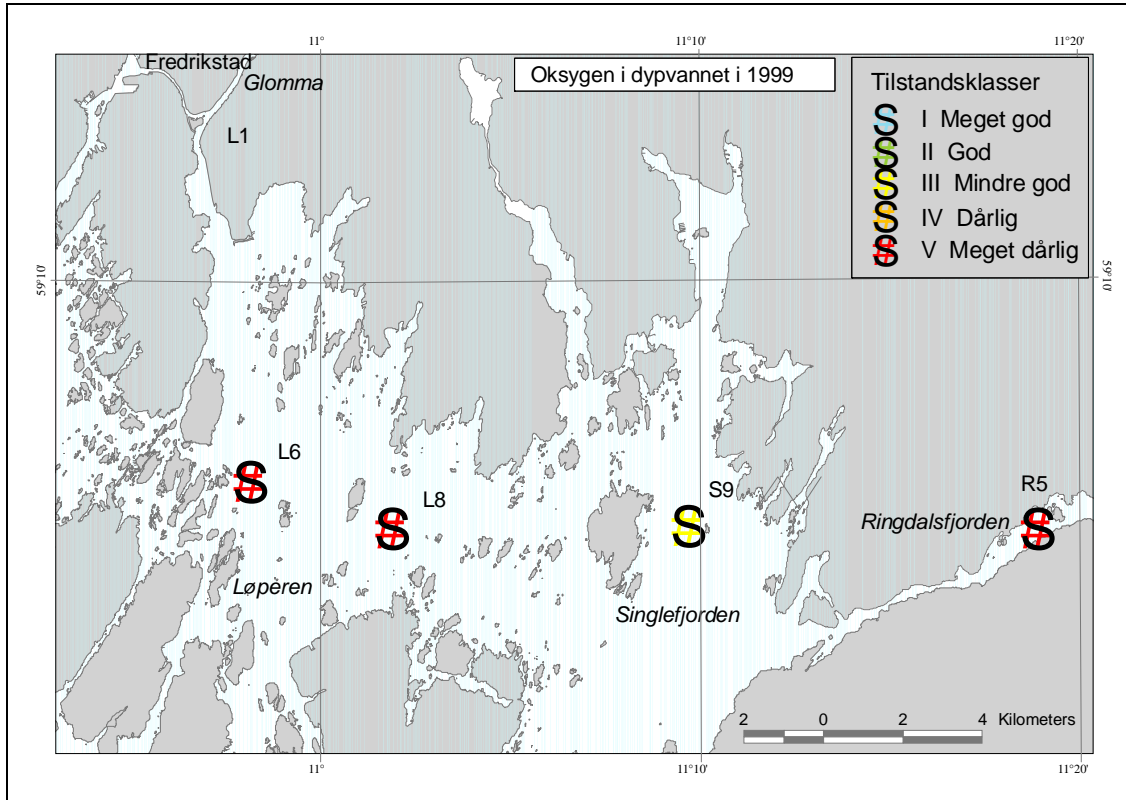 11°
11°10'
11°20'
Fredrikstad
Glomma
Oksygen i dypvannet i 1999
Tilstandsklasser
S I Meget god
S II God
S III Mindre god
S IV Dårlig
S V Meget dårlig
L1
59°10'
59°10'
L6
S
L8
S
S9
S
R5
S
Ringdalsfjorden
Løpèren
Singlefjorden
2 0 2 4 Kilometers
11°
11°10'
11°20'